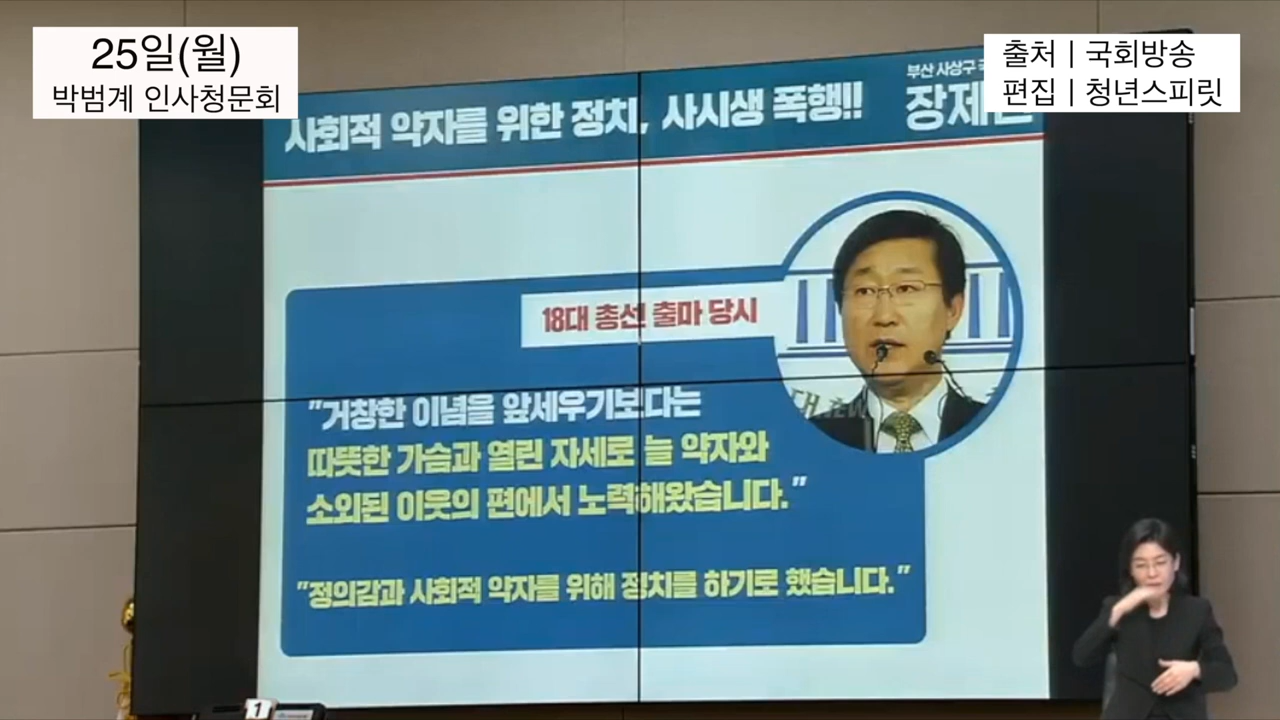 25일(월)
박범계 인사청문회
출처 | 국회방송
편집 | 청년스피릿
부산 사상구
사회적 약자를 위한 정치, 사시생 폭행!!
장제
18대 총선 출마 당시
"거창한 이념을 앞세우기보다는
따뜻한 가슴과 열린 자세로 늘 약자와
소외된 이웃의 편에서 노력해왔습니다."
"정의감과 사회적 약자를 위해 정치를 하기로 했습니다."
1